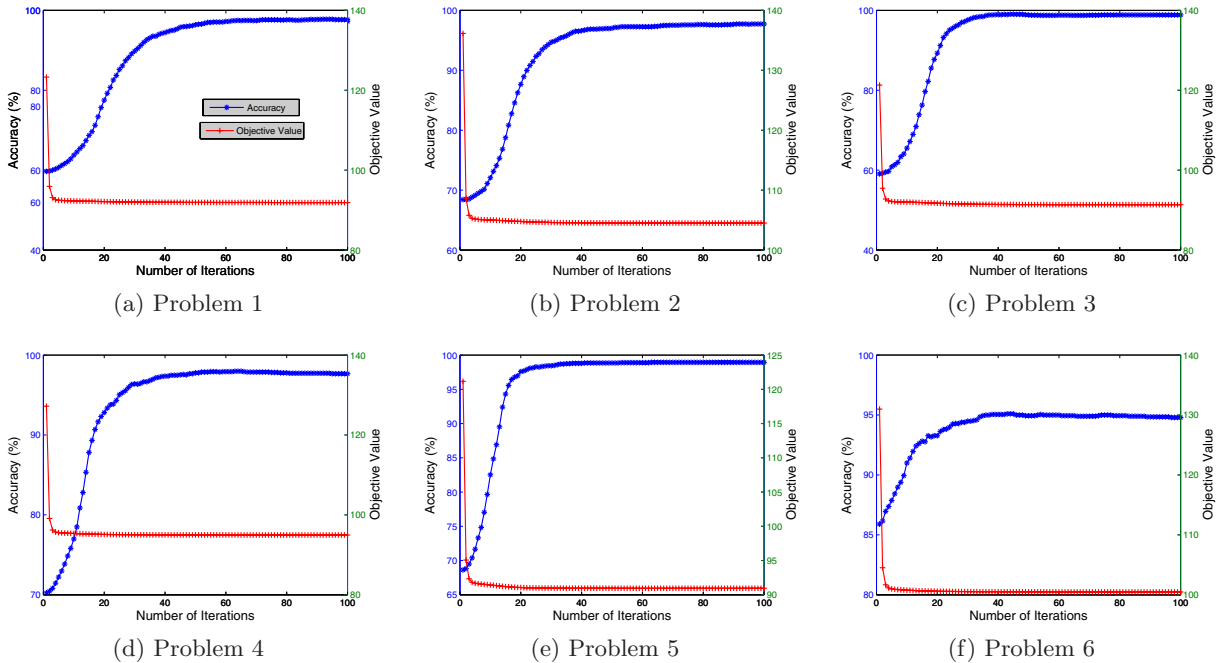 100
80
80
60
60
40
Accuracy (%)
140
120
100
80
Objective Value
Accuracy
Objective Value
0 20 40 60 80 100
Number of Iterations
(a) Problem 1
100
90
80
70
60
Accuracy (%)
140
130
120
110
100
Objective Value
0 20 40 60 80 100
Number of Iterations
(b) Problem 2
100
80
60
40
Accuracy (%)
140
120
100
80
Objective Value
0 20 40 60 80 100
Number of Iterations
(c) Problem 3
100
90
80
70
Accuracy (%)
140
120
100
80
Objective Value
0 20 40 60 80 100
Number of Iterations
(d) Problem 4
100
95
90
85
80
75
70
65
Accuracy (%)
125
120
115
110
105
100
95
90
Objective Value
0 20 40 60 80 100
Number of Iterations
(e) Problem 5
100
95
90
85
80
Accuracy (%)
140
130
120
110
100
Objective Value
0 20 40 60 80 100
Number of Iterations
(f) Problem 6